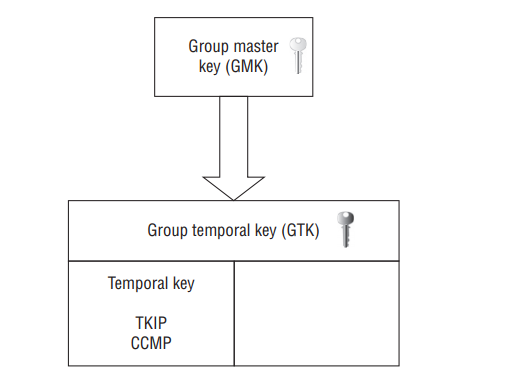 Group master
key (GMK)
Group temporal key (GTK)
Temporal key
TKIP
CCMP